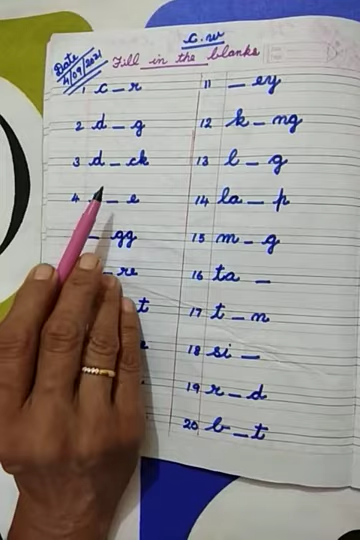 c.w
Date
4/09/2021
Fill in the blanks
1 c _ r
2 d _ g
3 d _ ck
4 _ e
_ gg
_ re
t
11 _ ey
12 k _ ng
13 l _ g
14 la _ p
15 m _ g
16 ta _
17 t _ n
18 si _
19 r _ d
20 b _ t